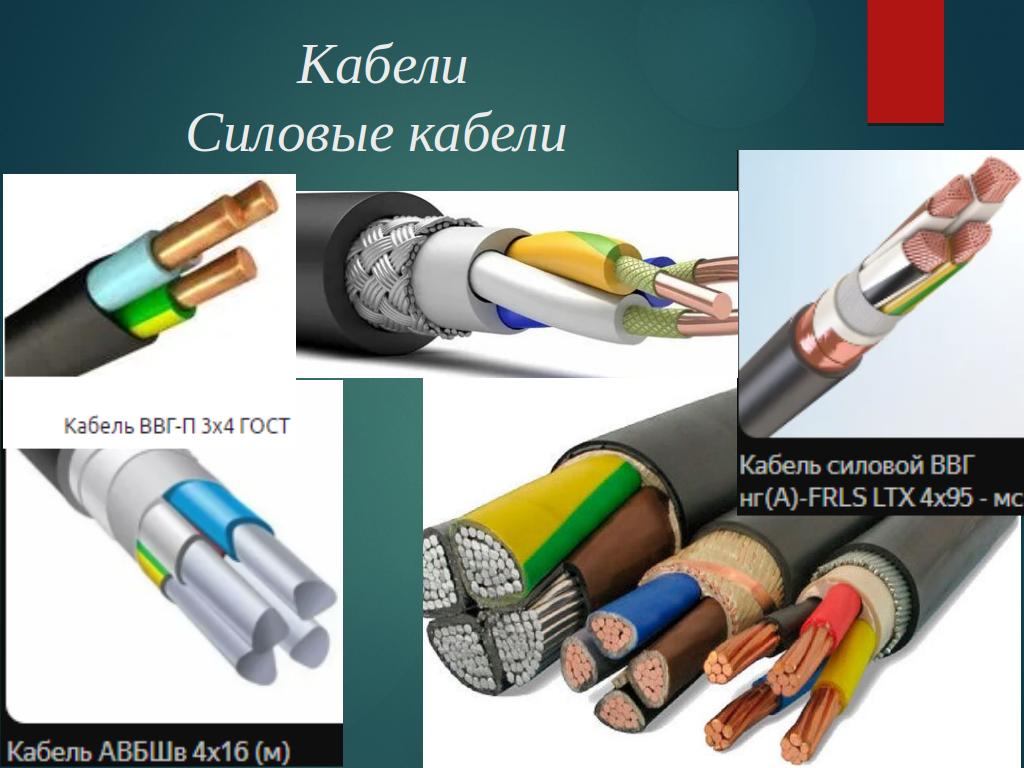 Кабели
Силовые кабели
Кабель ВВГ-П 3х4 ГОСТ
Кабель силовой ВВГ
нг(А)-FRLS LTX 4х95 - мс
Кабель АВБШв 4х16 (м)